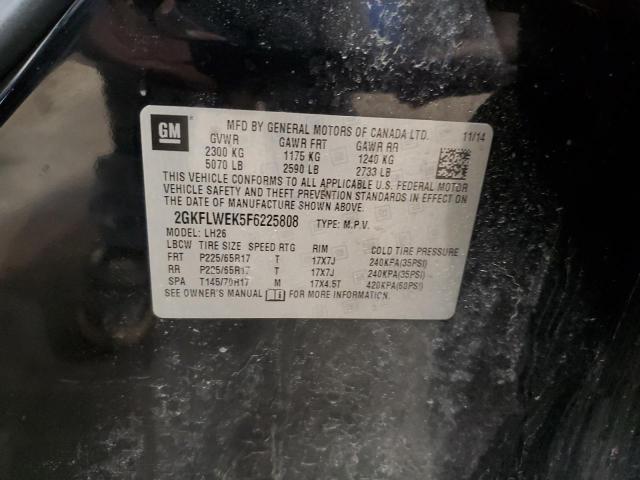 GM
MFD BY GENERAL MOTORS OF CANADA LTD. 11/14
GVWR GAWR FRT GAWR RR
2300 KG 1175 KG 1240 KG
5070 LB 2590 LB 2733 LB
THIS VEHICLE CONFORMS TO ALL APPLICABLE U.S. FEDERAL MOTOR
VEHICLE SAFETY AND THEFT PREVENTION STANDARDS IN EFFECT ON
THE DATE OF MANUFACTURE SHOWN ABOVE.
2GKFLWEK5F6225808 TYPE: M.P.V.
MODEL: LH26
LBCW TIRE SIZE SPEED RTG RIM COLD TIRE PRESSURE
FRT P225/65R17 T 17X7J 240KPA(35PSI)
RR P225/65R17 T 17X7J 240KPA(35PSI)
SPA T145/70H17 M 17X4.5T 420KPA(60PSI)
SEE OWNER'S MANUAL FOR MORE INFORMATION